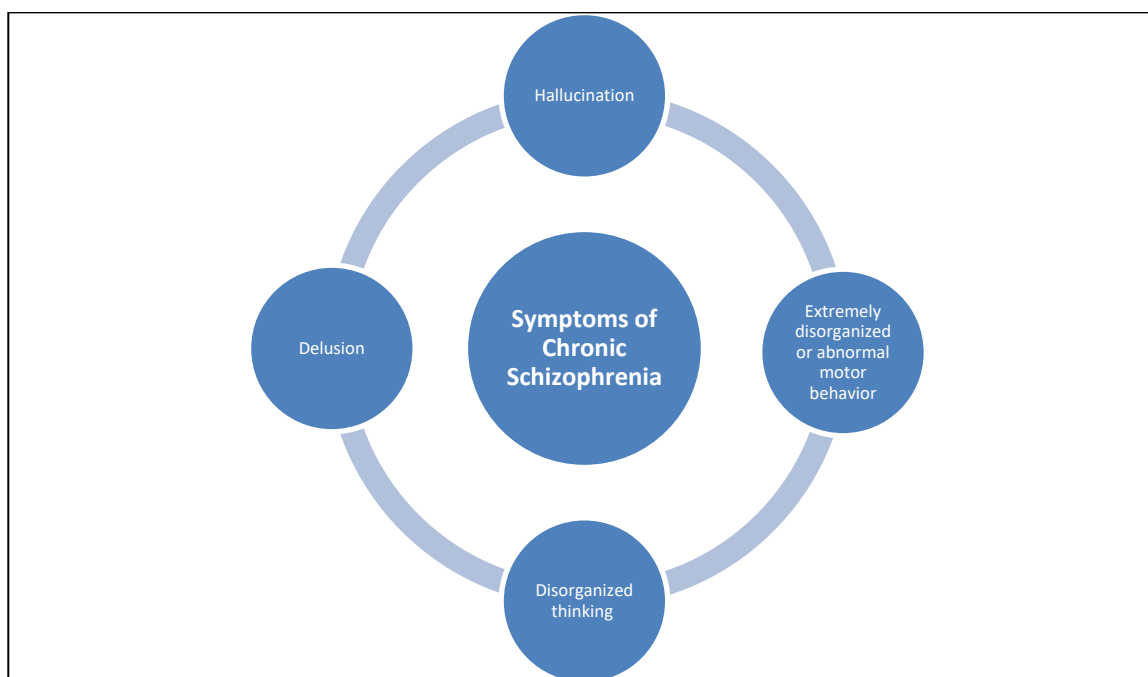 Hallucination
Symptoms of
Chronic
Schizophrenia
Extremely
disorganized
or abnormal
motor
behavior
Delusion
Disorganized
thinking